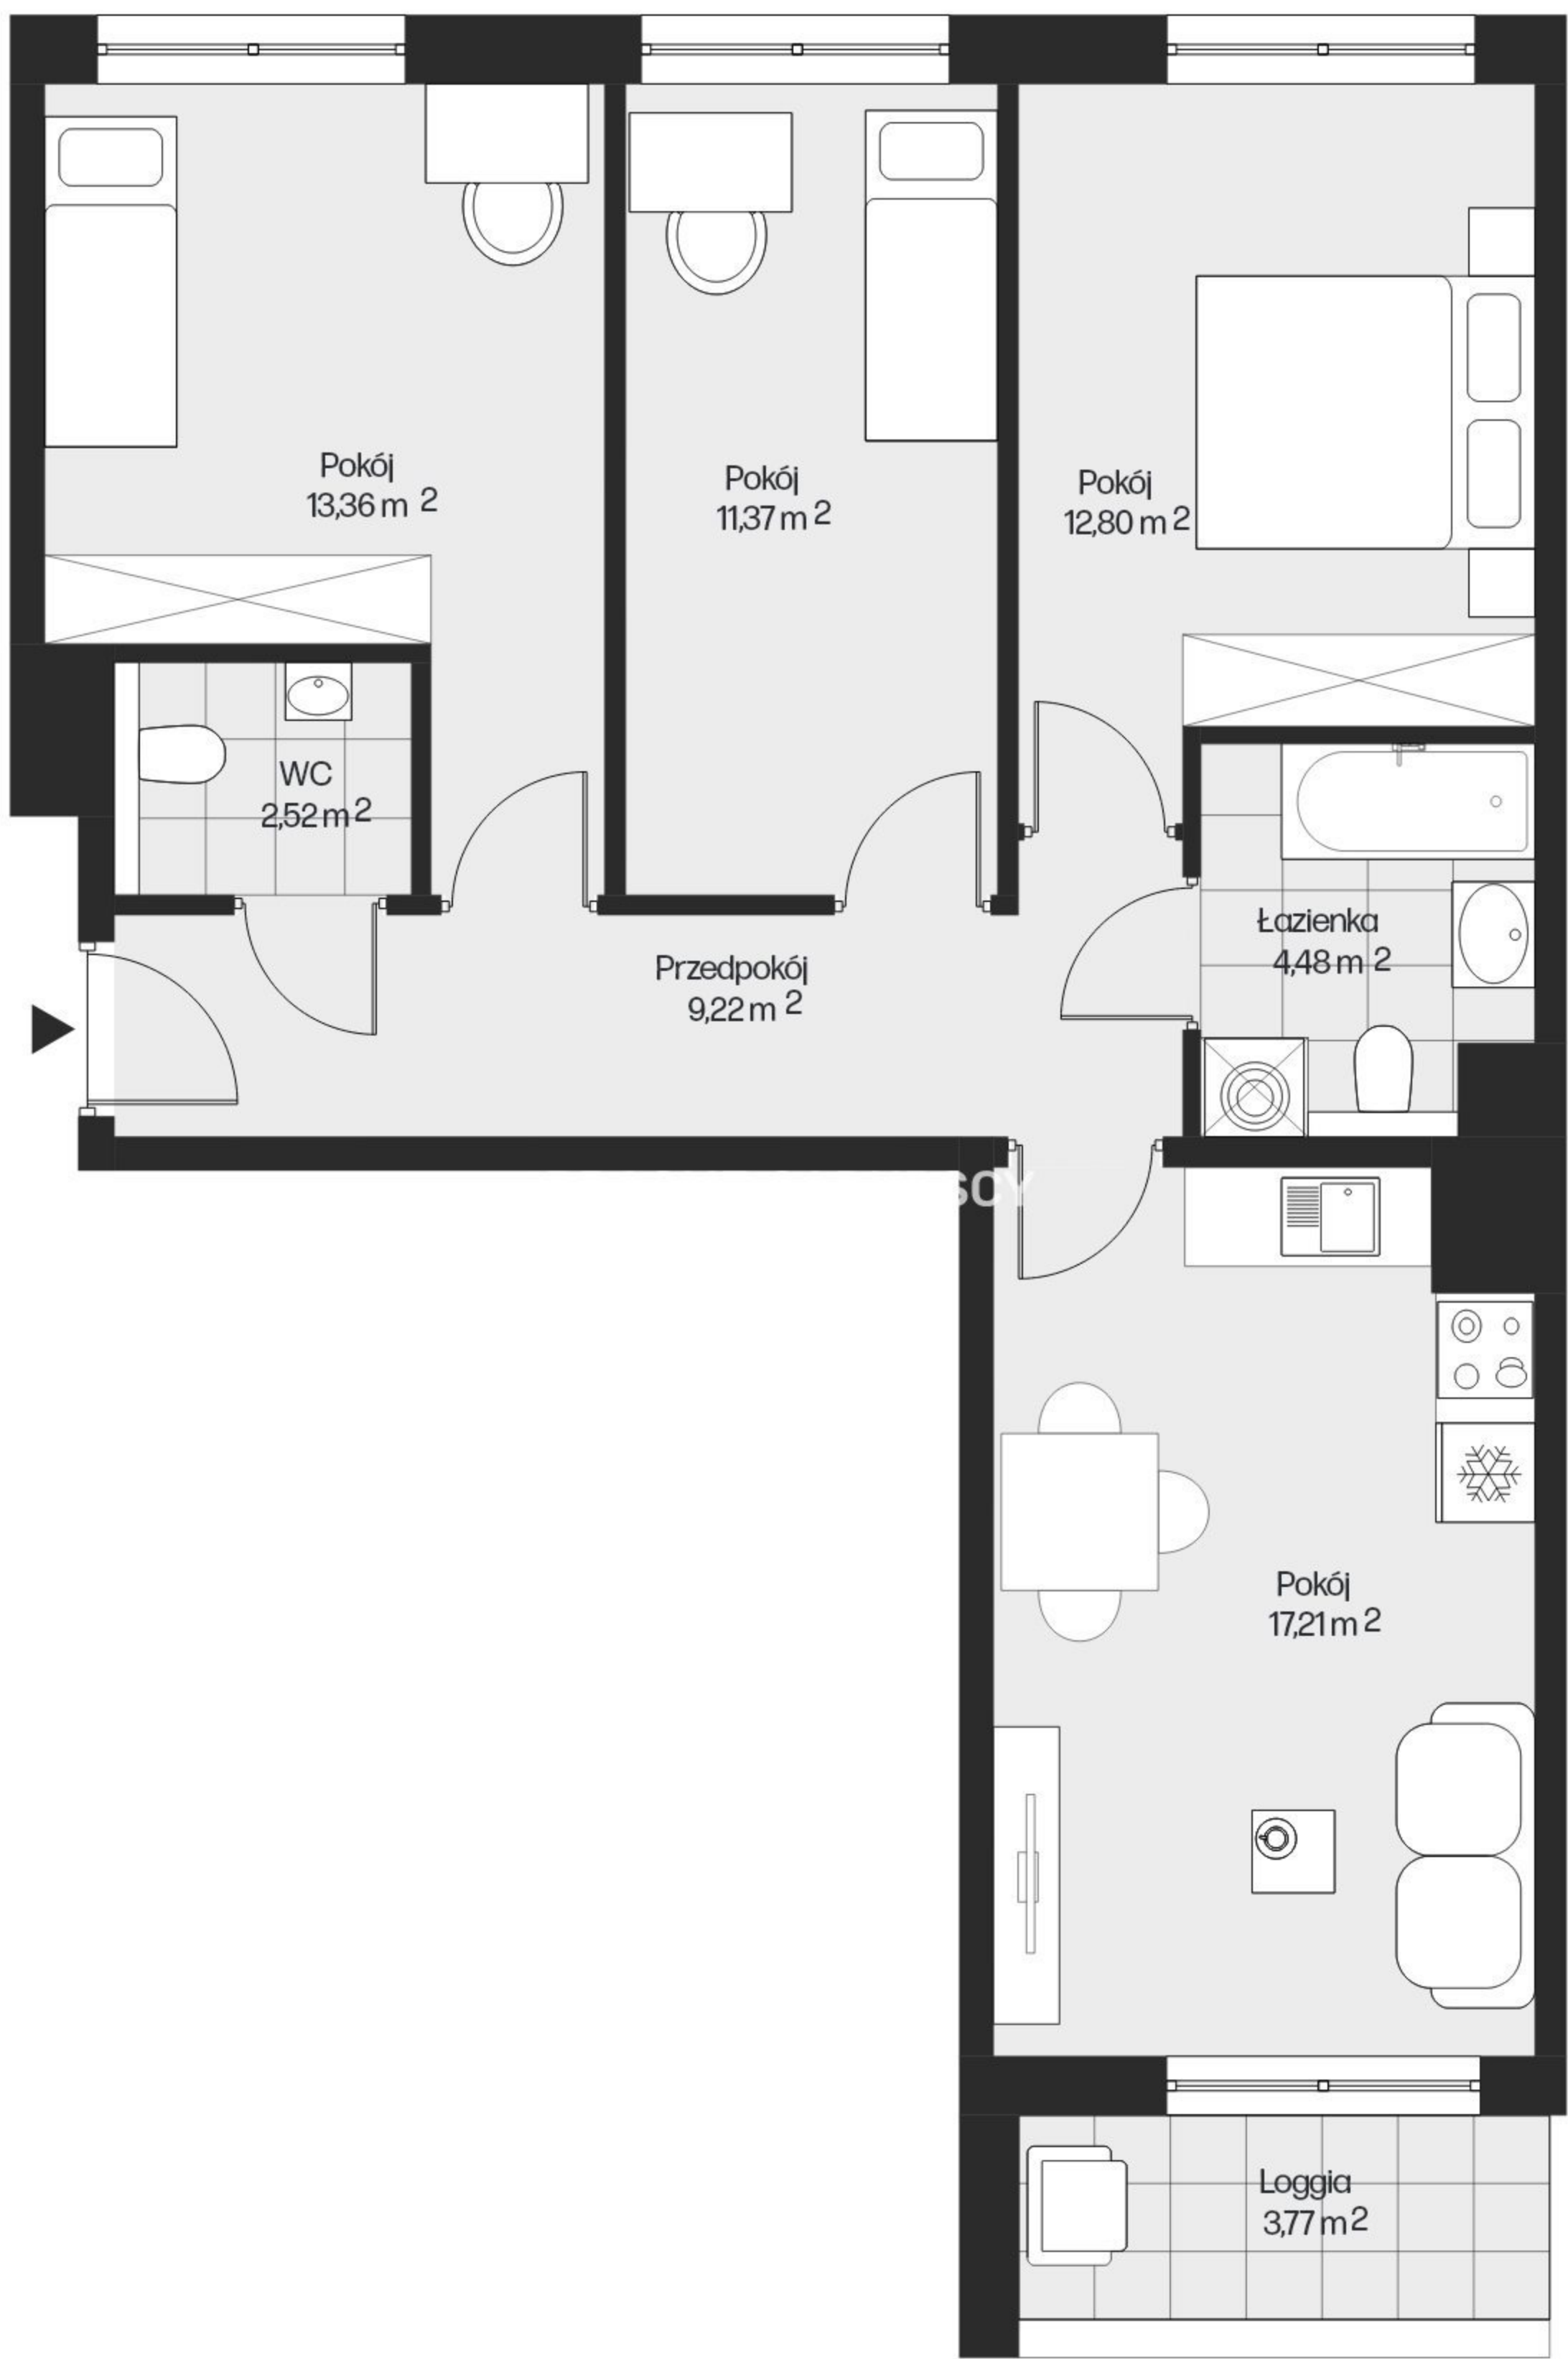 Pokój
13,36 m 2
Pokój
11,37 m 2
Pokój
12,80 m 2
WC
2,52 m 2
Łazienka
4,48 m 2
Przedpokój
9,22 m 2
Pokój
17,21 m 2
Loggia
3,77 m 2